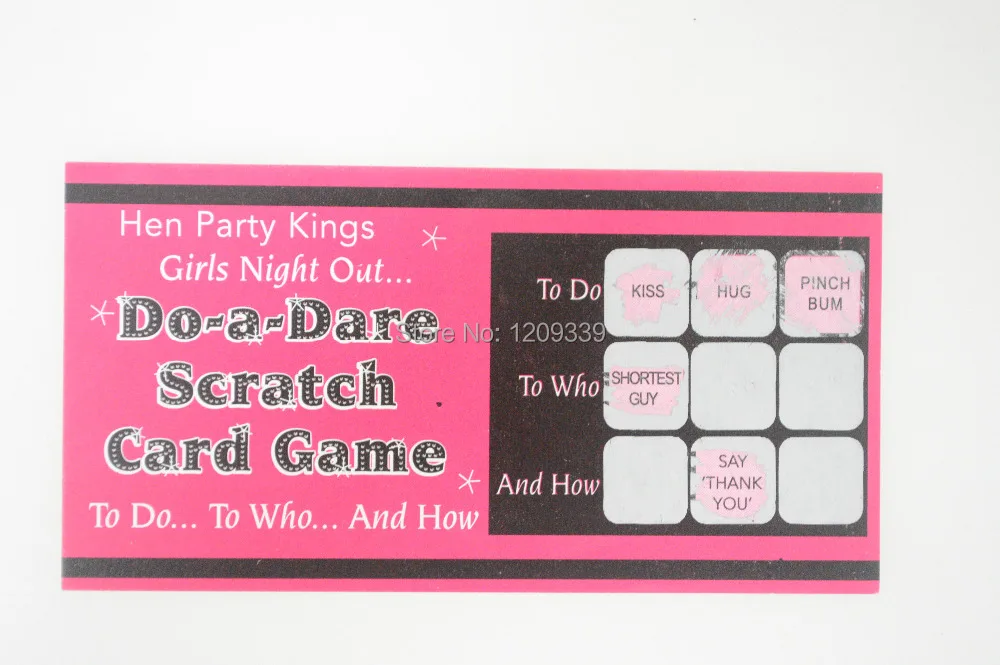 Hen Party Kings
Girls Night Out...
Do-a-Dare
Scratch
Card Game
To Do... To Who... And How
Store No: 1209339
To Do
KISS
HUG
PINCH
BUM
To Who
SHORTEST
GUY
And How
SAY
'THANK
YOU'